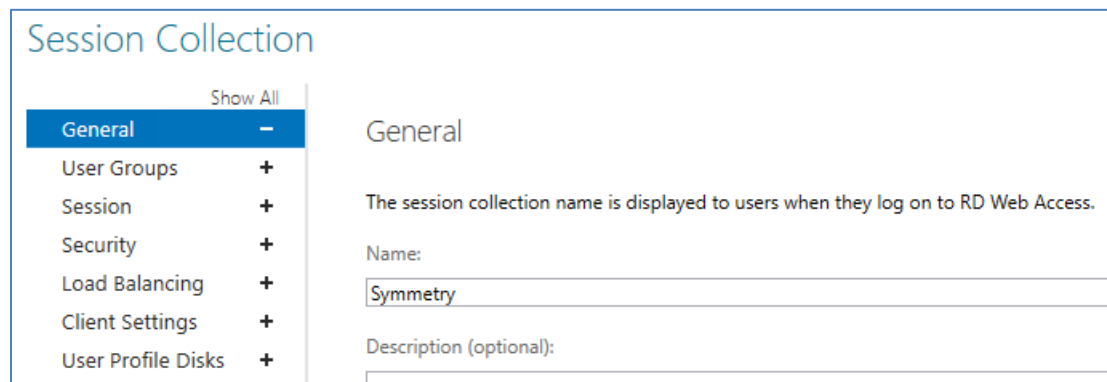 Session Collection
Show All
General −
User Groups +
Session +
Security +
Load Balancing +
Client Settings +
User Profile Disks +
General
The session collection name is displayed to users when they log on to RD Web Access.
Name:
Symmetry
Description (optional):